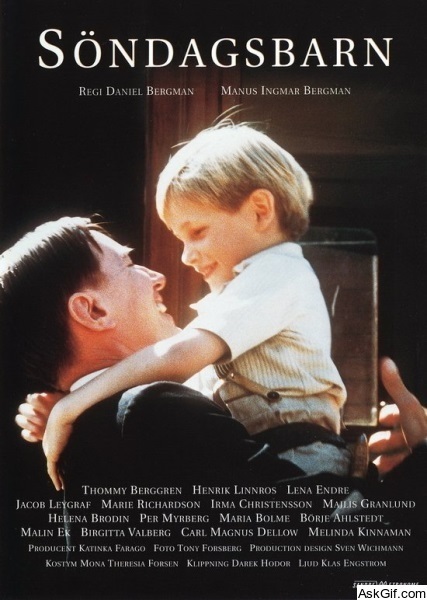 SÖNDAGSBARN
REGI DANIEL BERGMAN MANUS INGMAR BERGMAN
THOMMY BERGGREN HENRIK LINNROS LENA ENDRE
JACOB LEYGRAF MARIE RICHARDSON IRMA CHRISTENSSON MAJLIS GRANLUND
HELENA BRODIN PER MYRBERG MARIA BOLME BÖRJE AHLSTEDT
MALIN EK BIRGITTA VALBERG CARL MAGNUS DELLOW MELINDA KINNAMAN
PRODUCENT KATINKA FARAGO FOTO TONY FORSBERG PRODUCTION DESIGN SVEN WICHMANN
KOSTYM MONA THERESIA FORSEN KLIPPNING DAREK HODOR LJUD KLAS ENGSTROM
AskGif.com